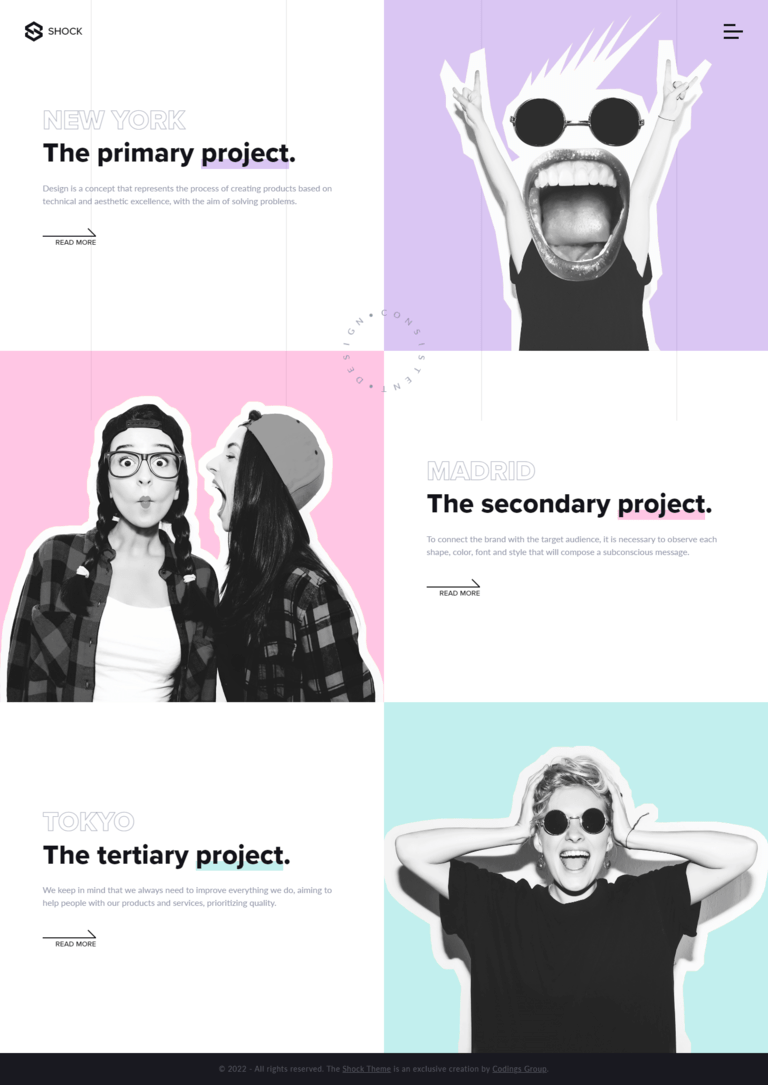 SHOCK
NEW YORK
The primary project.
Design is a concept that represents the process of creating products based on
technical and aesthetic excellence, with the aim of solving problems.
READ MORE
DESIGN • CONSISTENT •
MADRID
The secondary project.
To connect the brand with the target audience, it is necessary to observe each
shape, color, font and style that will compose a subconscious message.
READ MORE
TOKYO
The tertiary project.
We keep in mind that we always need to improve everything we do, aiming to
help people with our products and services, prioritizing quality.
READ MORE
© 2022 - All rights reserved. The Shock Theme is an exclusive creation by Codings Group.